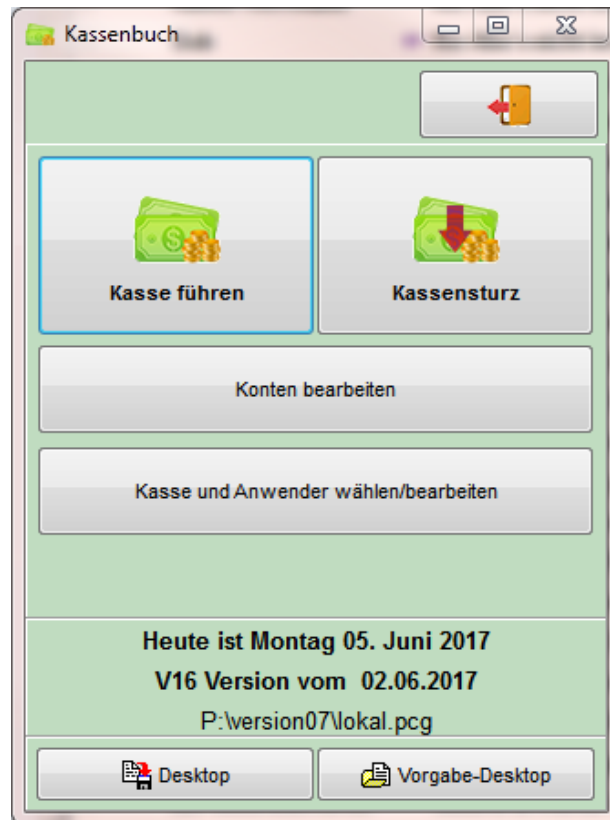 Kassenbuch
Kasse führen
Kassensturz
Konten bearbeiten
Kasse und Anwender wählen/bearbeiten
Heute ist Montag 05. Juni 2017
V16 Version vom  02.06.2017
P:\version07\lokal.pcg
Desktop
Vorgabe-Desktop